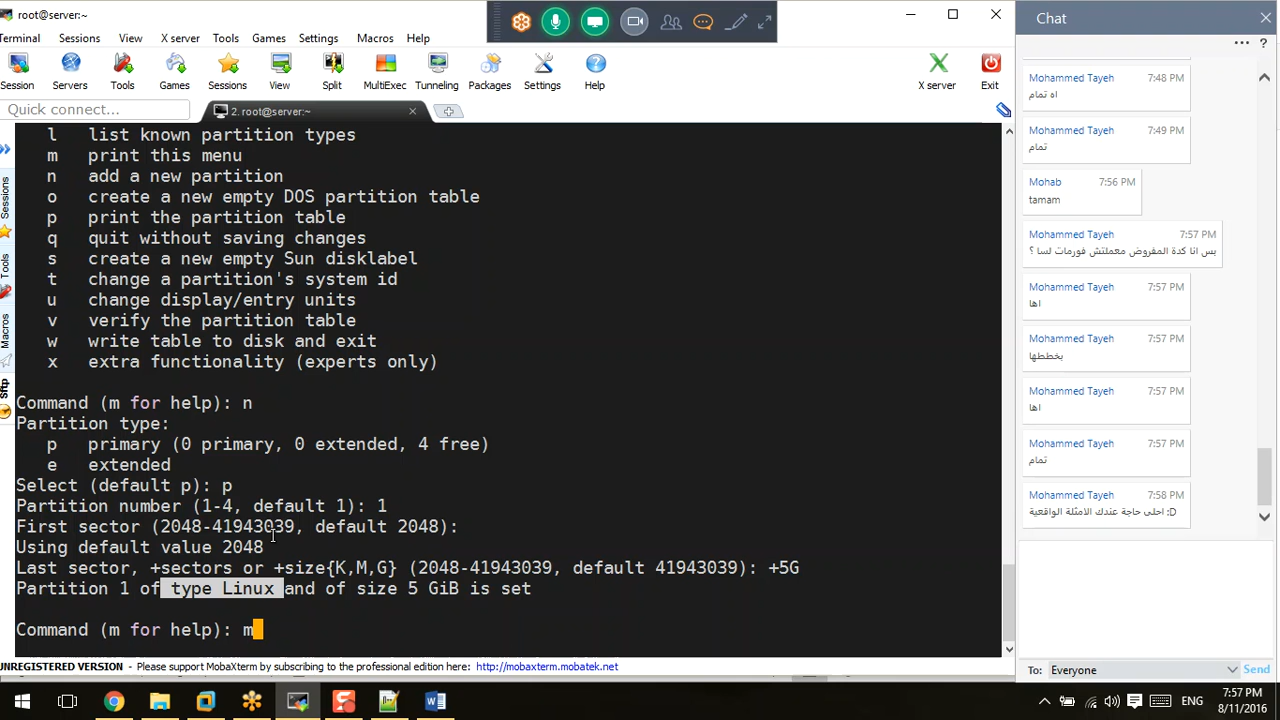 root@server:~
Terminal Sessions View X server Tools Games Settings Macros Help
Session Servers Tools Games Sessions View Split MultiExec Tunneling Packages Settings Help X server Exit
Quick connect...
2. root@server:~
Sessions
Tools
Macros
Sftp
l list known partition types
m print this menu
n add a new partition
o create a new empty DOS partition table
p print the partition table
q quit without saving changes
s create a new empty Sun disklabel
t change a partition's system id
u change display/entry units
v verify the partition table
w write table to disk and exit
x extra functionality (experts only)
Command (m for help): n
Partition type:
p primary (0 primary, 0 extended, 4 free)
e extended
Select (default p): p
Partition number (1-4, default 1): 1
First sector (2048-41943039, default 2048):
Using default value 2048
Last sector, +sectors or +size{K,M,G} (2048-41943039, default 41943039): +5G
Partition 1 of type Linux and of size 5 GiB is set
Command (m for help): m
UNREGISTERED VERSION - Please support MobaXterm by subscribing to the professional edition here: http://mobaxterm.mobatek.net
Chat
Mohammed Tayeh 7:48 PM
اه تمام
Mohammed Tayeh 7:49 PM
تمام
Mohab 7:56 PM
tamam
Mohammed Tayeh 7:57 PM
بس انا كدة المفروض معملتش فورمات لسا ؟
Mohammed Tayeh 7:57 PM
اها
Mohammed Tayeh 7:57 PM
بخططها
Mohammed Tayeh 7:57 PM
اها
Mohammed Tayeh 7:57 PM
تمام
Mohammed Tayeh 7:58 PM
احلى حاجة عندك الامثلة الواقعية D;
To: Everyone Send
ENG
7:57 PM
8/11/2016